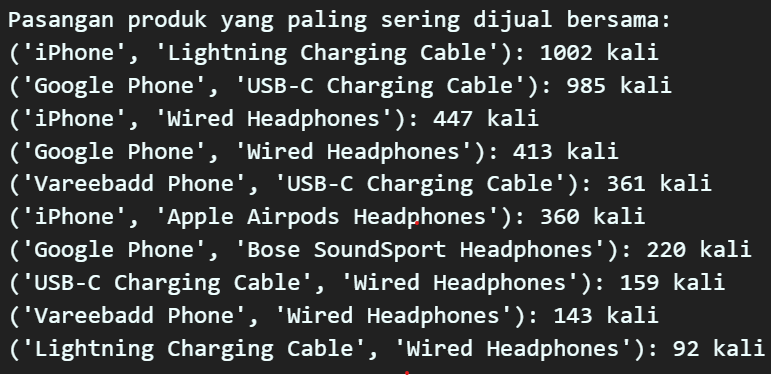 Pasangan produk yang paling sering dijual bersama:
('iPhone', 'Lightning Charging Cable'): 1002 kali
('Google Phone', 'USB-C Charging Cable'): 985 kali
('iPhone', 'Wired Headphones'): 447 kali
('Google Phone', 'Wired Headphones'): 413 kali
('Vareebadd Phone', 'USB-C Charging Cable'): 361 kali
('iPhone', 'Apple Airpods Headphones'): 360 kali
('Google Phone', 'Bose SoundSport Headphones'): 220 kali
('USB-C Charging Cable', 'Wired Headphones'): 159 kali
('Vareebadd Phone', 'Wired Headphones'): 143 kali
('Lightning Charging Cable', 'Wired Headphones'): 92 kali